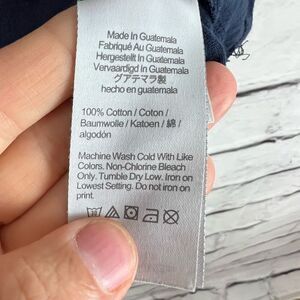 Made In Guatemala
Fabriqué Au Guatemala
Hergestellt In Guatemala
Vervaardigd In Guatemala
グアテマラ製
hecho en guatemala
100% Cotton / Coton /
Baumwolle / Katoen / 綿 /
algodón
Machine Wash Cold With Like
Colors. Non-Chlorine Bleach
Only. Tumble Dry Low. Iron on
Lowest Setting. Do not iron on
print.